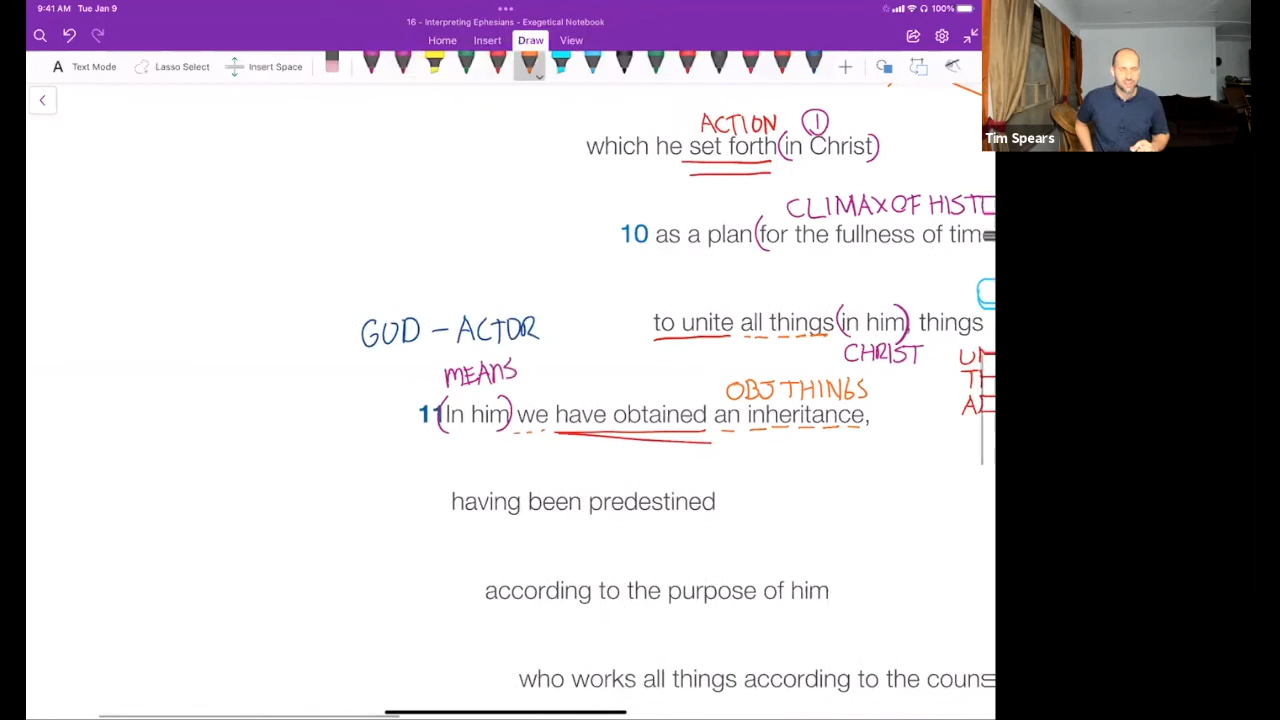 9:41 AM Tue Jan 9
100%
16 - Interpreting Ephesians - Exegetical Notebook
Home Insert Draw View
A Text Mode Lasso Select Insert Space
Tim Spears
ACTION 1
which he set forth (in Christ)
CLIMAX OF HISTO
10 as a plan (for the fullness of tim
GOD - ACTOR
to unite all things (in him), things
CHRIST
MEANS
OBJ THINGS
11 (In him) we have obtained an inheritance,
having been predestined
according to the purpose of him
who works all things according to the coun